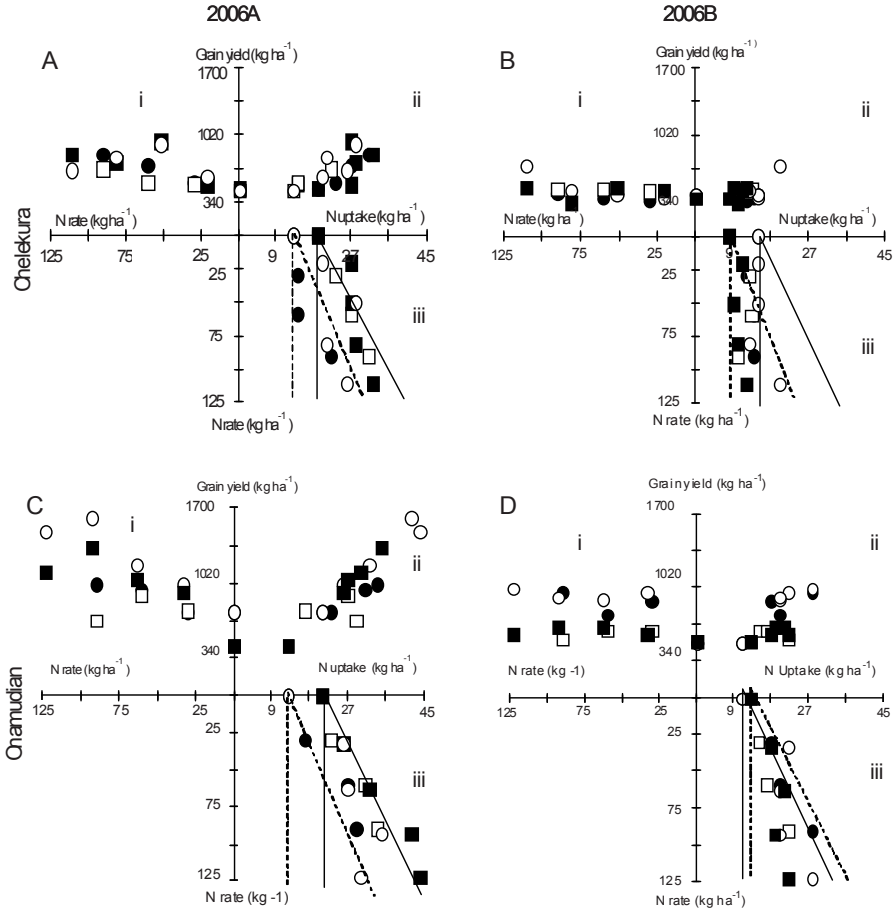 2006A
2006B
A
Grain yield (kg ha⁻¹)
1700
i
ii
1020
340
N rate (kg ha⁻¹)
N uptake (kg ha⁻¹)
125 75 25 9 27 45
25
75
125
iii
N rate (kg ha⁻¹)
Chelekura
B
Grain yield (kg ha⁻¹)
1700
i
ii
1020
340
N rate (kg ha⁻¹)
N uptake (kg ha⁻¹)
125 75 25 9 27 45
25
75
125
iii
N rate (kg ha⁻¹)
C
Grain yield (kg ha⁻¹)
1700
i
ii
1020
340
N rate (kg ha⁻¹)
N uptake (kg ha⁻¹)
125 75 25 9 27 45
25
75
125
iii
N rate (kg -1)
Onamudian
D
Grain yield (kg ha⁻¹)
1700
i
ii
1020
340
N rate (kg -1)
N Uptake (kg ha⁻¹)
125 75 25 9 27 45
25
75
125
iii
N rate (kg ha⁻¹)